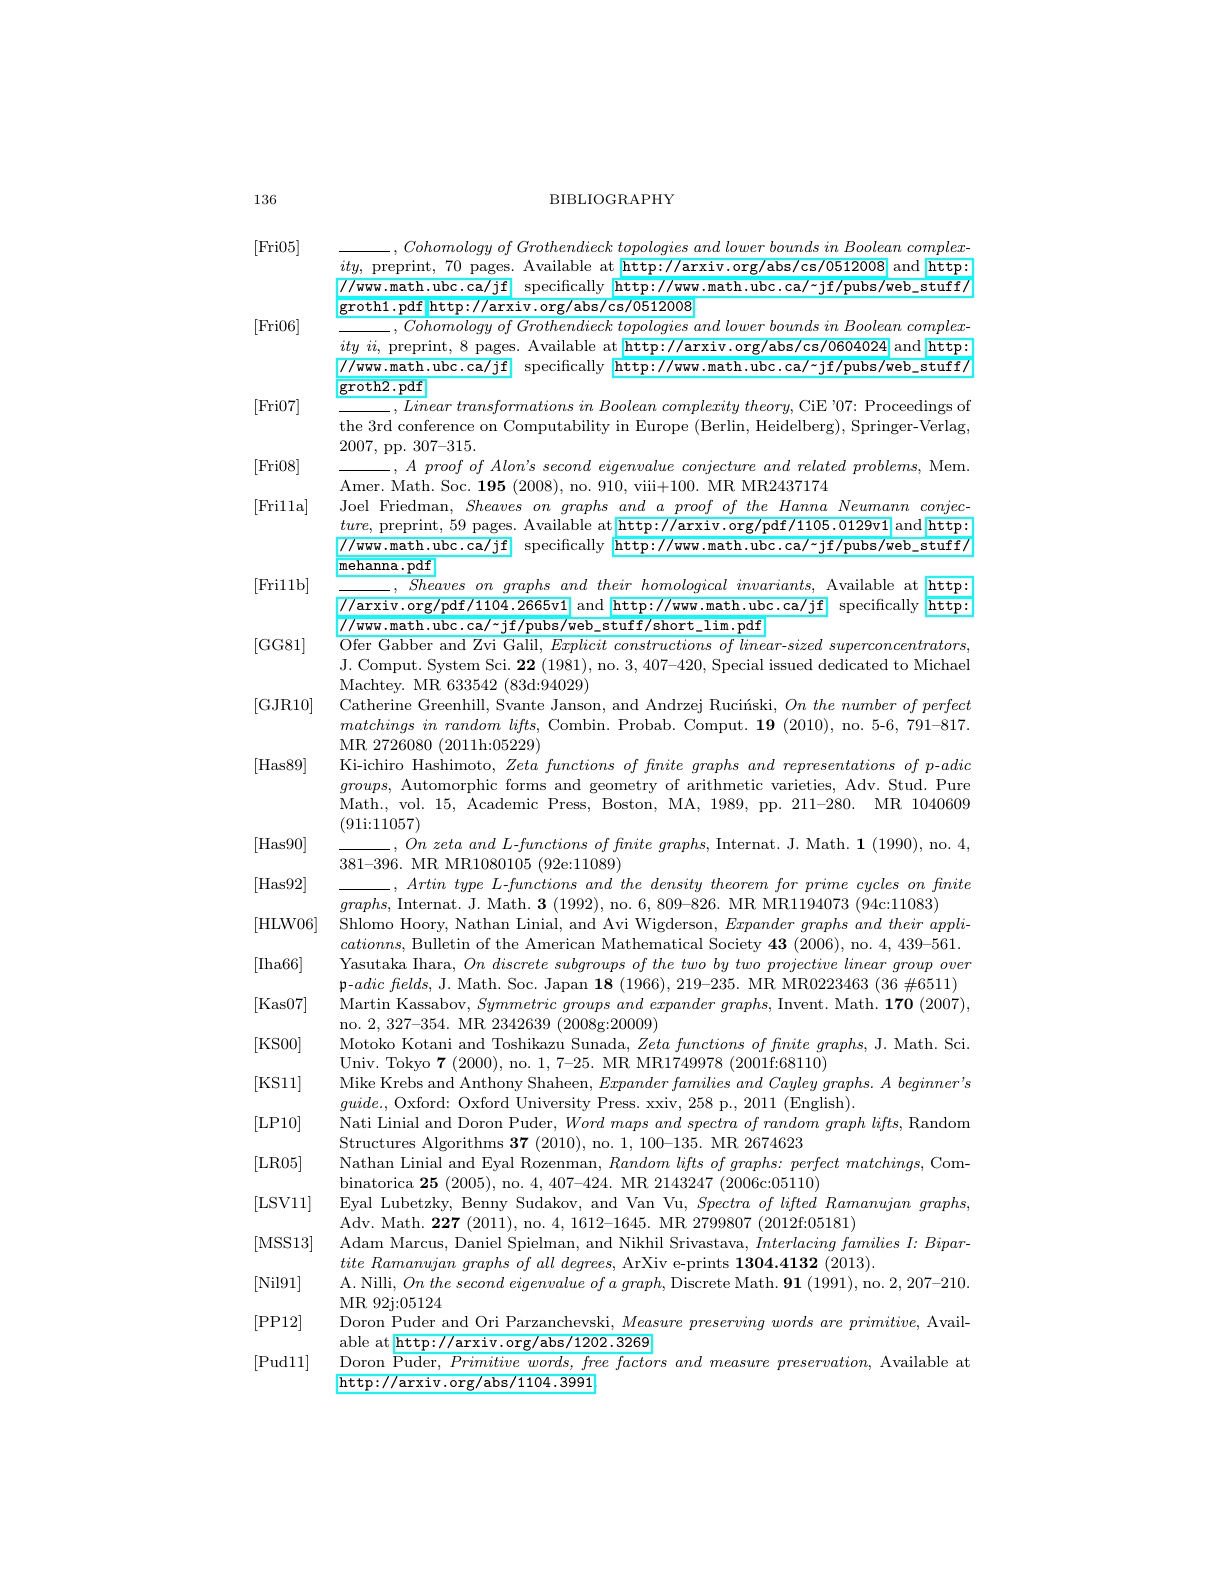 136 BIBLIOGRAPHY
[Fri05] , Cohomology of Grothendieck topologies and lower bounds in Boolean complex-
ity, preprint, 70 pages. Available at http://arxiv.org/abs/cs/0512008 and http:
//www.math.ubc.ca/jf specifically http://www.math.ubc.ca/~jf/pubs/web_stuff/
groth1.pdf http://arxiv.org/abs/cs/0512008
[Fri06] , Cohomology of Grothendieck topologies and lower bounds in Boolean complex-
ity ii, preprint, 8 pages. Available at http://arxiv.org/abs/cs/0604024 and http:
//www.math.ubc.ca/jf specifically http://www.math.ubc.ca/~jf/pubs/web_stuff/
groth2.pdf
[Fri07] , Linear transformations in Boolean complexity theory, CiE '07: Proceedings of
the 3rd conference on Computability in Europe (Berlin, Heidelberg), Springer-Verlag,
2007, pp. 307–315.
[Fri08] , A proof of Alon's second eigenvalue conjecture and related problems, Mem.
Amer. Math. Soc. 195 (2008), no. 910, viii+100. MR MR2437174
[Fri11a] Joel Friedman, Sheaves on graphs and a proof of the Hanna Neumann conjec-
ture, preprint, 59 pages. Available at http://arxiv.org/pdf/1105.0129v1 and http:
//www.math.ubc.ca/jf specifically http://www.math.ubc.ca/~jf/pubs/web_stuff/
mehanna.pdf
[Fri11b] , Sheaves on graphs and their homological invariants, Available at http:
//arxiv.org/pdf/1104.2665v1 and http://www.math.ubc.ca/jf specifically http:
//www.math.ubc.ca/~jf/pubs/web_stuff/short_lim.pdf
[GG81] Ofer Gabber and Zvi Galil, Explicit constructions of linear-sized superconcentrators,
J. Comput. System Sci. 22 (1981), no. 3, 407–420, Special issued dedicated to Michael
Machtey. MR 633542 (83d:94029)
[GJR10] Catherine Greenhill, Svante Janson, and Andrzej Ruciński, On the number of perfect
matchings in random lifts, Combin. Probab. Comput. 19 (2010), no. 5-6, 791–817.
MR 2726080 (2011h:05229)
[Has89] Ki-ichiro Hashimoto, Zeta functions of finite graphs and representations of p-adic
groups, Automorphic forms and geometry of arithmetic varieties, Adv. Stud. Pure
Math., vol. 15, Academic Press, Boston, MA, 1989, pp. 211–280. MR 1040609
(91i:11057)
[Has90] , On zeta and L-functions of finite graphs, Internat. J. Math. 1 (1990), no. 4,
381–396. MR MR1080105 (92e:11089)
[Has92] , Artin type L-functions and the density theorem for prime cycles on finite
graphs, Internat. J. Math. 3 (1992), no. 6, 809–826. MR MR1194073 (94c:11083)
[HLW06] Shlomo Hoory, Nathan Linial, and Avi Wigderson, Expander graphs and their appli-
cationns, Bulletin of the American Mathematical Society 43 (2006), no. 4, 439–561.
[Iha66] Yasutaka Ihara, On discrete subgroups of the two by two projective linear group over
𝔭-adic fields, J. Math. Soc. Japan 18 (1966), 219–235. MR MR0223463 (36 #6511)
[Kas07] Martin Kassabov, Symmetric groups and expander graphs, Invent. Math. 170 (2007),
no. 2, 327–354. MR 2342639 (2008g:20009)
[KS00] Motoko Kotani and Toshikazu Sunada, Zeta functions of finite graphs, J. Math. Sci.
Univ. Tokyo 7 (2000), no. 1, 7–25. MR MR1749978 (2001f:68110)
[KS11] Mike Krebs and Anthony Shaheen, Expander families and Cayley graphs. A beginner's
guide., Oxford: Oxford University Press. xxiv, 258 p., 2011 (English).
[LP10] Nati Linial and Doron Puder, Word maps and spectra of random graph lifts, Random
Structures Algorithms 37 (2010), no. 1, 100–135. MR 2674623
[LR05] Nathan Linial and Eyal Rozenman, Random lifts of graphs: perfect matchings, Com-
binatorica 25 (2005), no. 4, 407–424. MR 2143247 (2006c:05110)
[LSV11] Eyal Lubetzky, Benny Sudakov, and Van Vu, Spectra of lifted Ramanujan graphs,
Adv. Math. 227 (2011), no. 4, 1612–1645. MR 2799807 (2012f:05181)
[MSS13] Adam Marcus, Daniel Spielman, and Nikhil Srivastava, Interlacing families I: Bipar-
tite Ramanujan graphs of all degrees, ArXiv e-prints 1304.4132 (2013).
[Nil91] A. Nilli, On the second eigenvalue of a graph, Discrete Math. 91 (1991), no. 2, 207–210.
MR 92j:05124
[PP12] Doron Puder and Ori Parzanchevski, Measure preserving words are primitive, Avail-
able at http://arxiv.org/abs/1202.3269
[Pud11] Doron Puder, Primitive words, free factors and measure preservation, Available at
http://arxiv.org/abs/1104.3991